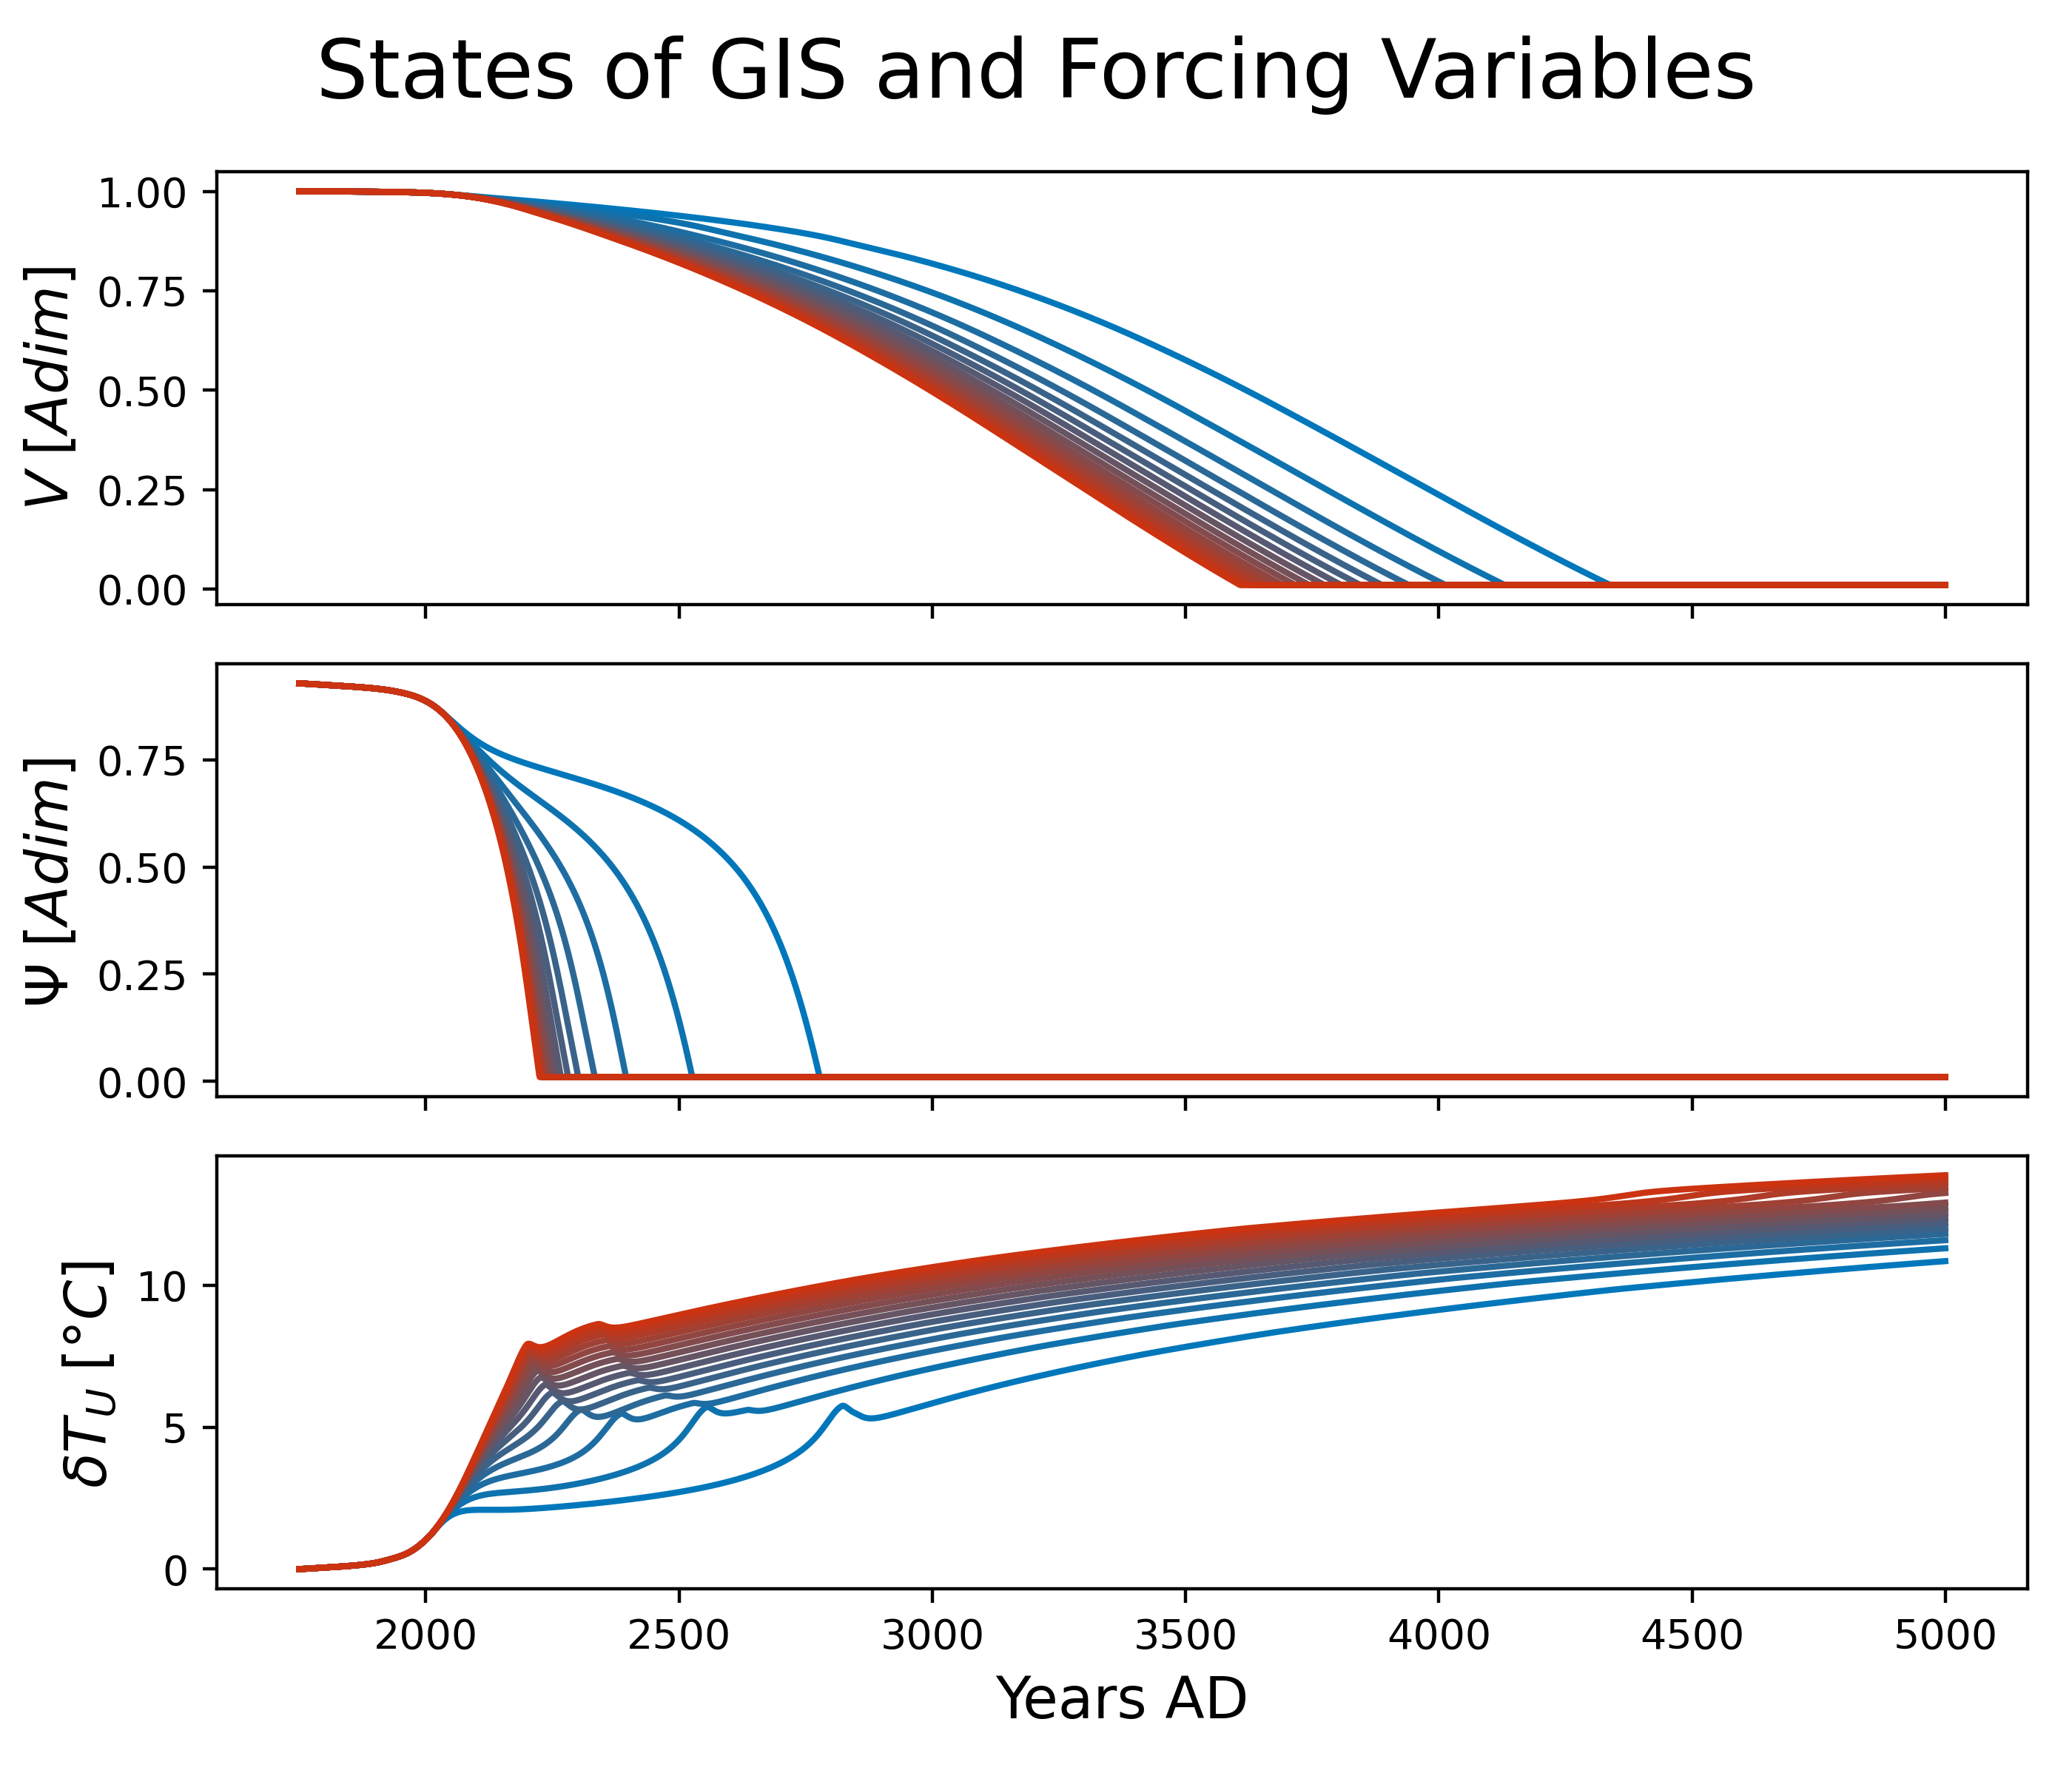 States of GIS and Forcing Variables
V [Adim]
1.00
0.75
0.50
0.25
0.00
Ψ [Adim]
0.75
0.50
0.25
0.00
δT_U [°C]
10
5
0
2000 2500 3000 3500 4000 4500 5000
Years AD